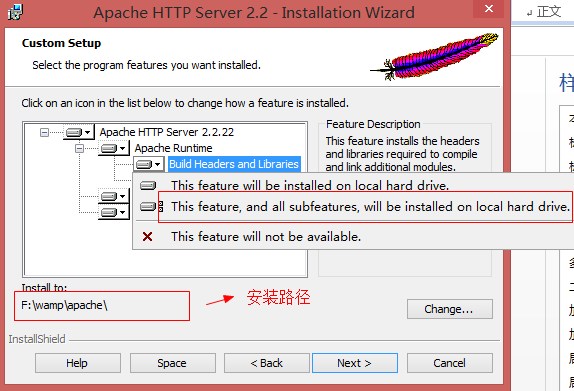 Apache HTTP Server 2.2 - Installation Wizard
正文
Custom Setup
Select the program features you want installed.
Click on an icon in the list below to change how a feature is installed.
Apache HTTP Server 2.2.22
Apache Runtime
Build Headers and Libraries
Feature Description
This feature installs the headers and libraries required to compile and link additional modules.
This feature will be installed on local hard drive.
This feature, and all subfeatures, will be installed on local hard drive.
This feature will not be available.
Install to:
F:\wamp\apache\
安装路径
Change...
InstallShield
Help
Space
< Back
Next >
Cancel